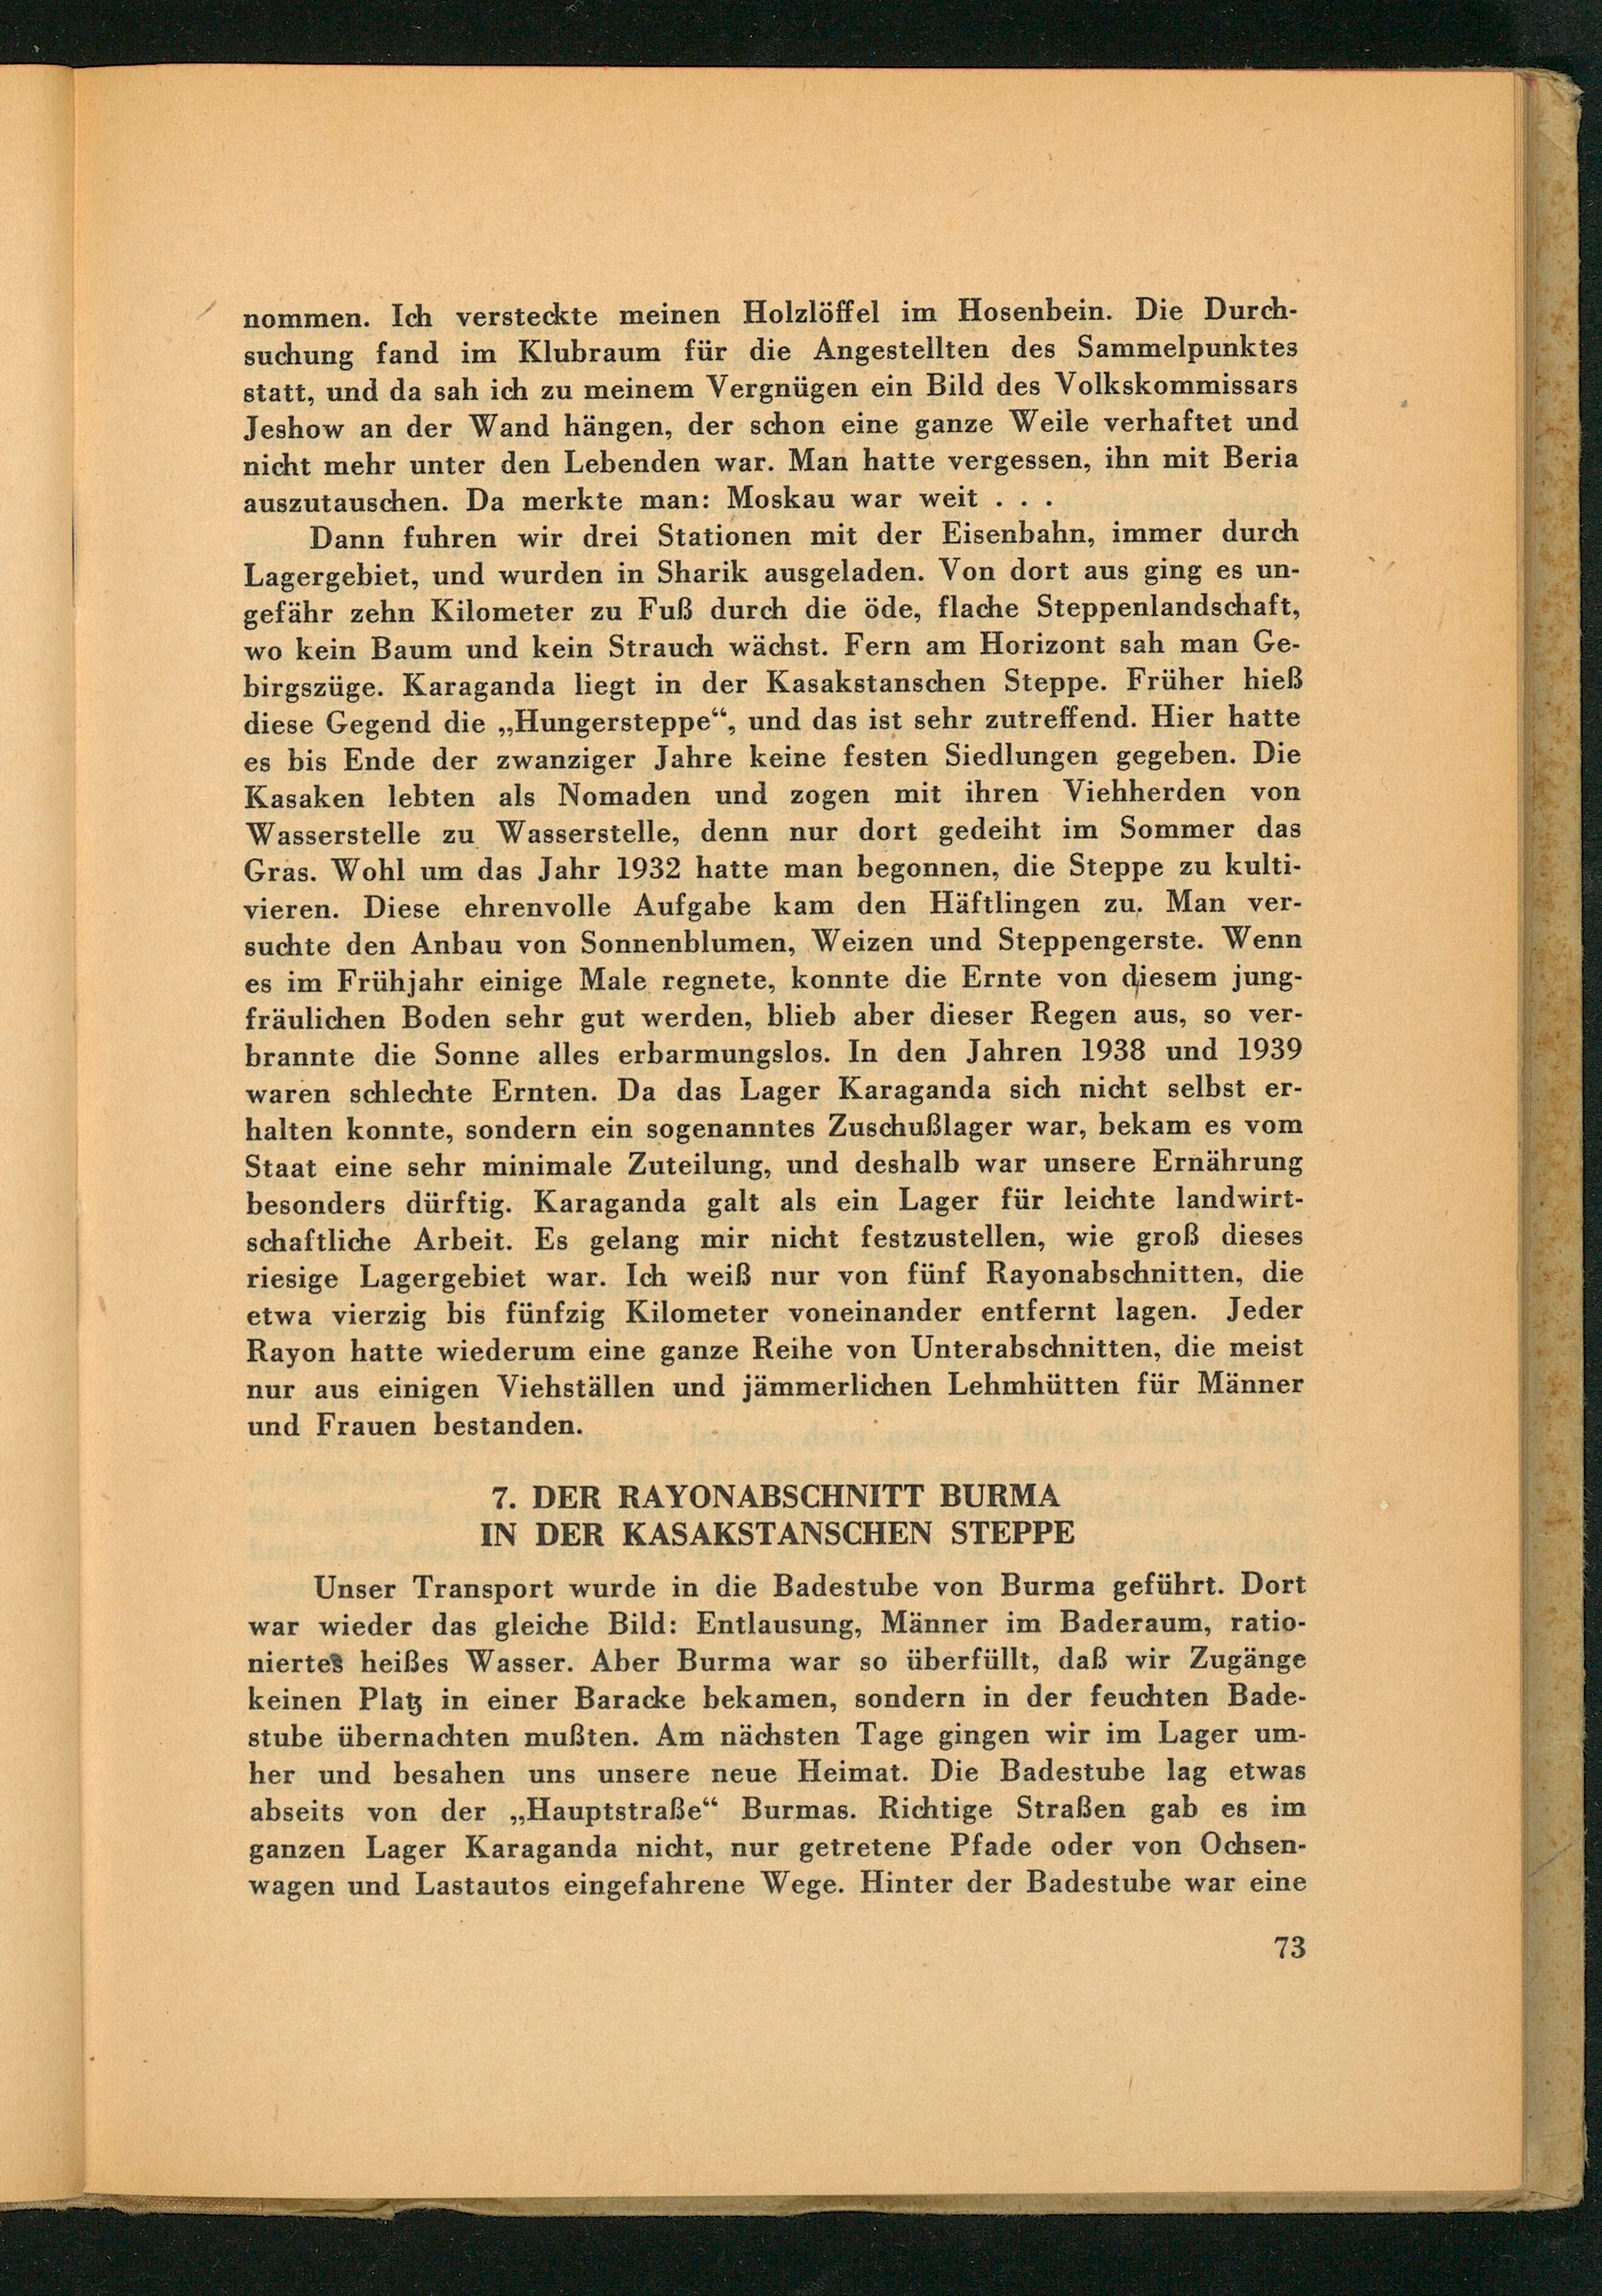 nommen. Ich versteckte meinen Holzlöffel im Hosenbein. Die Durch-
suchung fand im Klubraum für die Angestellten des Sammelpunktes
statt, und da sah ich zu meinem Vergnügen ein Bild des Volkskommissars
Jeshow an der Wand hängen, der schon eine ganze Weile verhaftet und
nicht mehr unter den Lebenden war. Man hatte vergessen, ihn mit Beria
auszutauschen. Da merkte man: Moskau war weit . . .
Dann fuhren wir drei Stationen mit der Eisenbahn, immer durch
Lagergebiet, und wurden in Sharik ausgeladen. Von dort aus ging es un-
gefähr zehn Kilometer zu Fuß durch die öde, flache Steppenlandschaft,
wo kein Baum und kein Strauch wächst. Fern am Horizont sah man Ge-
birgszüge. Karaganda liegt in der Kasakstanschen Steppe. Früher hieß
diese Gegend die „Hungersteppe“, und das ist sehr zutreffend. Hier hatte
es bis Ende der zwanziger Jahre keine festen Siedlungen gegeben. Die
Kasaken lebten als Nomaden und zogen mit ihren Viehherden von
Wasserstelle zu Wasserstelle, denn nur dort gedeiht im Sommer das
Gras. Wohl um das Jahr 1932 hatte man begonnen, die Steppe zu kulti-
vieren. Diese ehrenvolle Aufgabe kam den Häftlingen zu. Man ver-
suchte den Anbau von Sonnenblumen, Weizen und Steppengerste. Wenn
es im Frühjahr einige Male regnete, konnte die Ernte von diesem jung-
fräulichen Boden sehr gut werden, blieb aber dieser Regen aus, so ver-
brannte die Sonne alles erbarmungslos. In den Jahren 1938 und 1939
waren schlechte Ernten. Da das Lager Karaganda sich nicht selbst er-
halten konnte, sondern ein sogenanntes Zuschußlager war, bekam es vom
Staat eine sehr minimale Zuteilung, und deshalb war unsere Ernährung
besonders dürftig. Karaganda galt als ein Lager für leichte landwirt-
schaftliche Arbeit. Es gelang mir nicht festzustellen, wie groß dieses
riesige Lagergebiet war. Ich weiß nur von fünf Rayonabschnitten, die
etwa vierzig bis fünfzig Kilometer voneinander entfernt lagen. Jeder
Rayon hatte wiederum eine ganze Reihe von Unterabschnitten, die meist
nur aus einigen Viehställen und jämmerlichen Lehmhütten für Männer
und Frauen bestanden.
7. DER RAYONABSCHNITT BURMA
IN DER KASAKSTANSCHEN STEPPE
Unser Transport wurde in die Badestube von Burma geführt. Dort
war wieder das gleiche Bild: Entlausung, Männer im Baderaum, ratio-
niertes heißes Wasser. Aber Burma war so überfüllt, daß wir Zugänge
keinen Platz in einer Baracke bekamen, sondern in der feuchten Bade-
stube übernachten mußten. Am nächsten Tage gingen wir im Lager um-
her und besahen uns unsere neue Heimat. Die Badestube lag etwas
abseits von der „Hauptstraße“ Burmas. Richtige Straßen gab es im
ganzen Lager Karaganda nicht, nur getretene Pfade oder von Ochsen-
wagen und Lastautos eingefahrene Wege. Hinter der Badestube war eine
73